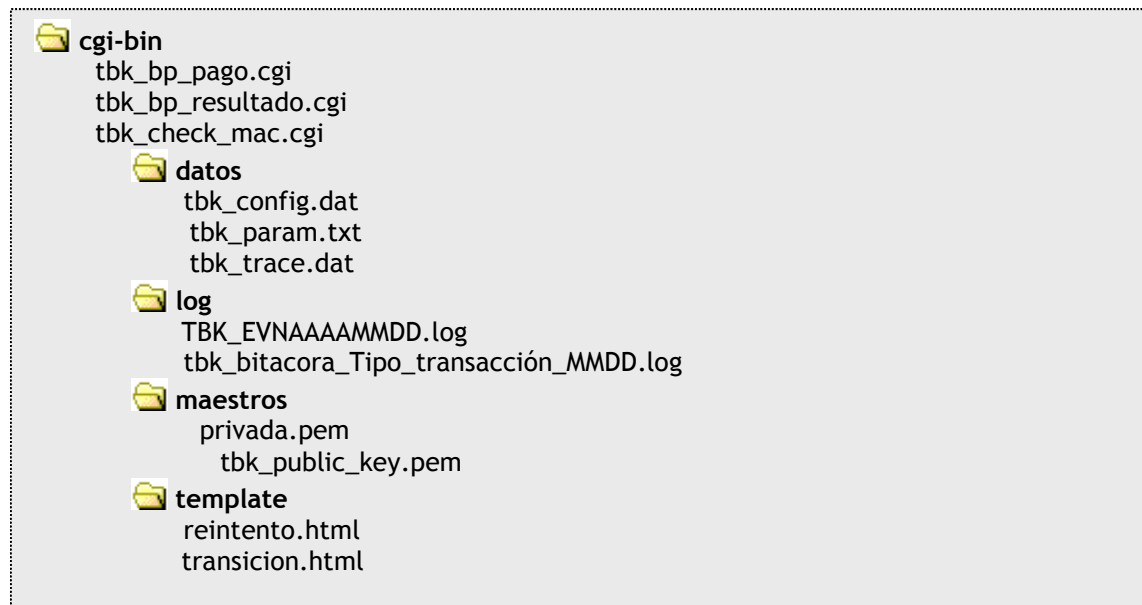 cgi-bin
tbk_bp_pago.cgi
tbk_bp_resultado.cgi
tbk_check_mac.cgi
datos
tbk_config.dat
tbk_param.txt
tbk_trace.dat
log
TBK_EVNAAAAMMDD.log
tbk_bitacora_Tipo_transacción_MMDD.log
maestros
privada.pem
tbk_public_key.pem
template
reintento.html
transicion.html